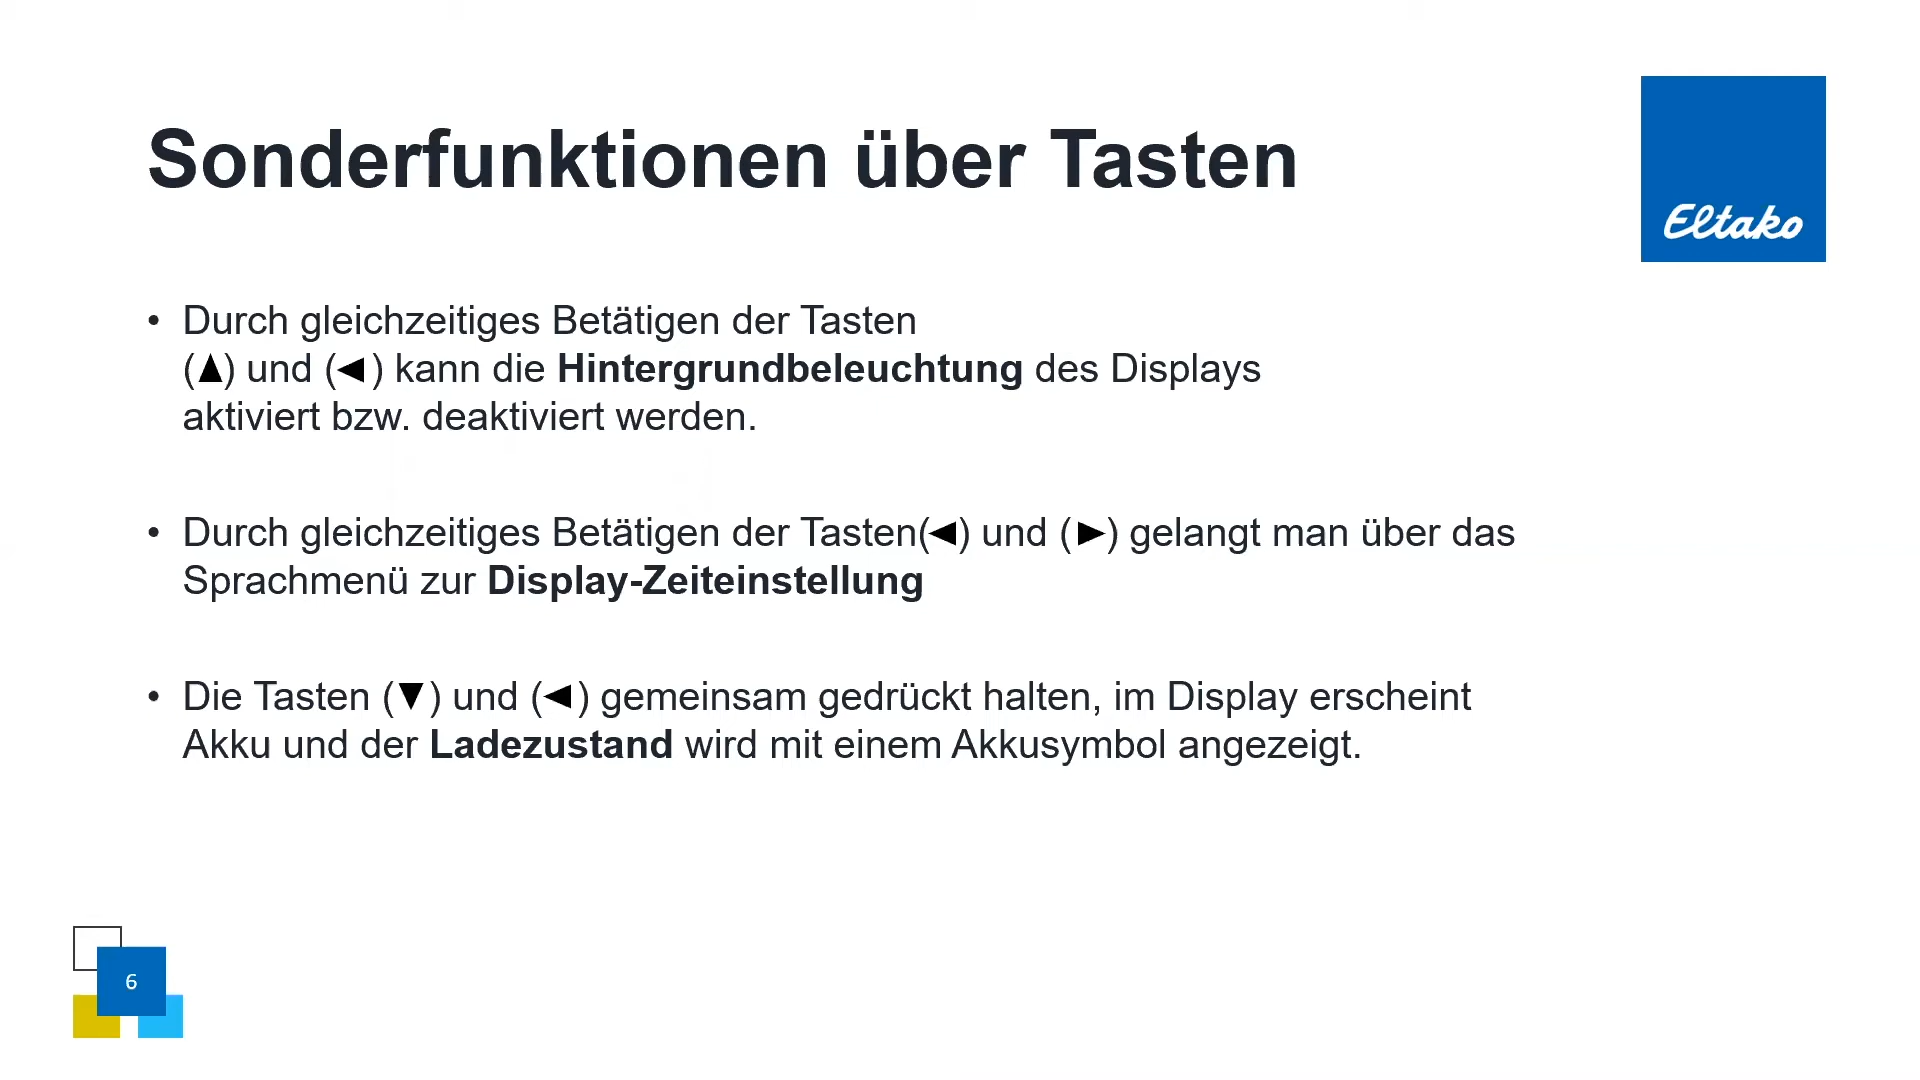 Sonderfunktionen über Tasten
Eltako
• Durch gleichzeitiges Betätigen der Tasten
(▲) und (◄) kann die Hintergrundbeleuchtung des Displays
aktiviert bzw. deaktiviert werden.
• Durch gleichzeitiges Betätigen der Tasten(◄) und (►) gelangt man über das
Sprachmenü zur Display-Zeiteinstellung
• Die Tasten (▼) und (◄) gemeinsam gedrückt halten, im Display erscheint
Akku und der Ladezustand wird mit einem Akkusymbol angezeigt.
6